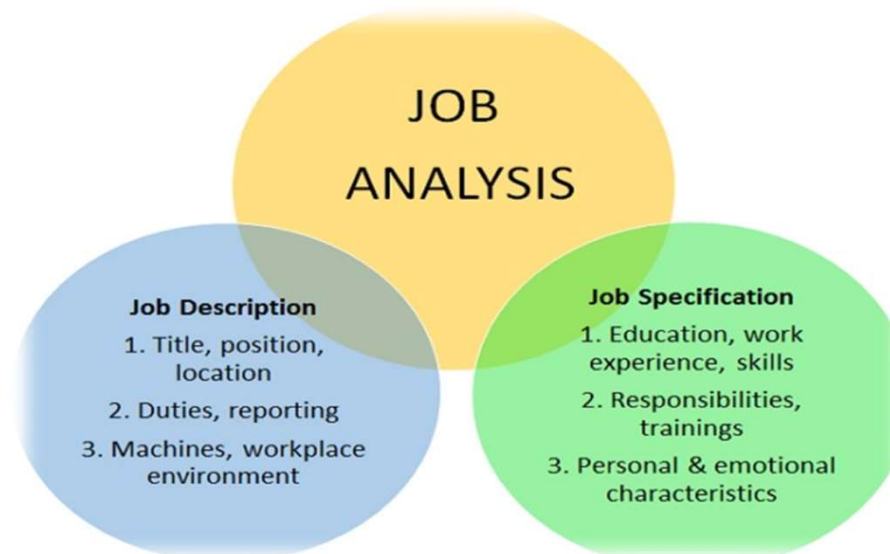 JOB
ANALYSIS
Job Description
1. Title, position,
location
2. Duties, reporting
3. Machines, workplace
environment
Job Specification
1. Education, work
experience, skills
2. Responsibilities,
trainings
3. Personal & emotional
characteristics